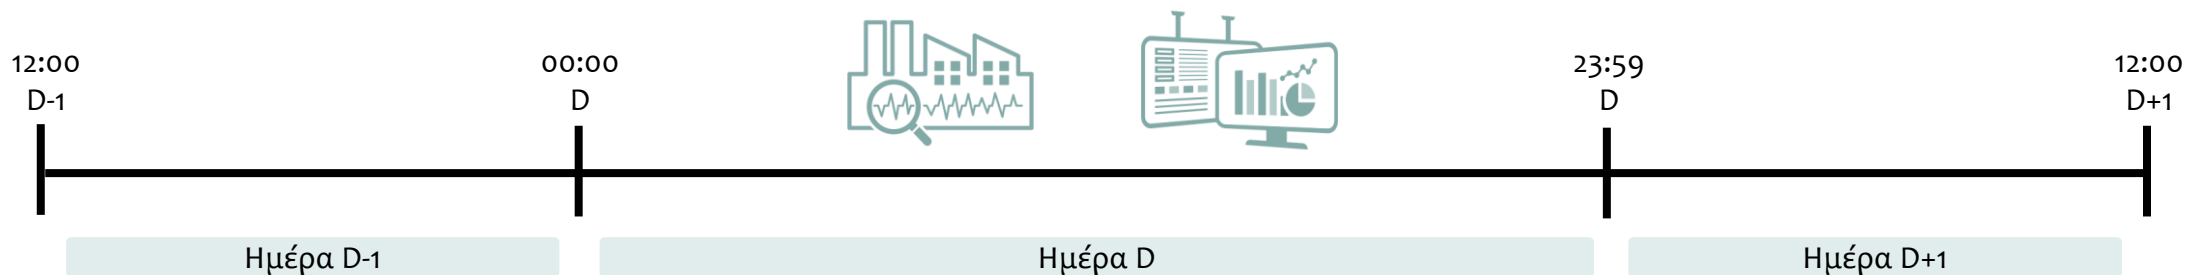 12:00
D-1
00:00
D
23:59
D
12:00
D+1
Ημέρα D-1
Ημέρα D
Ημέρα D+1